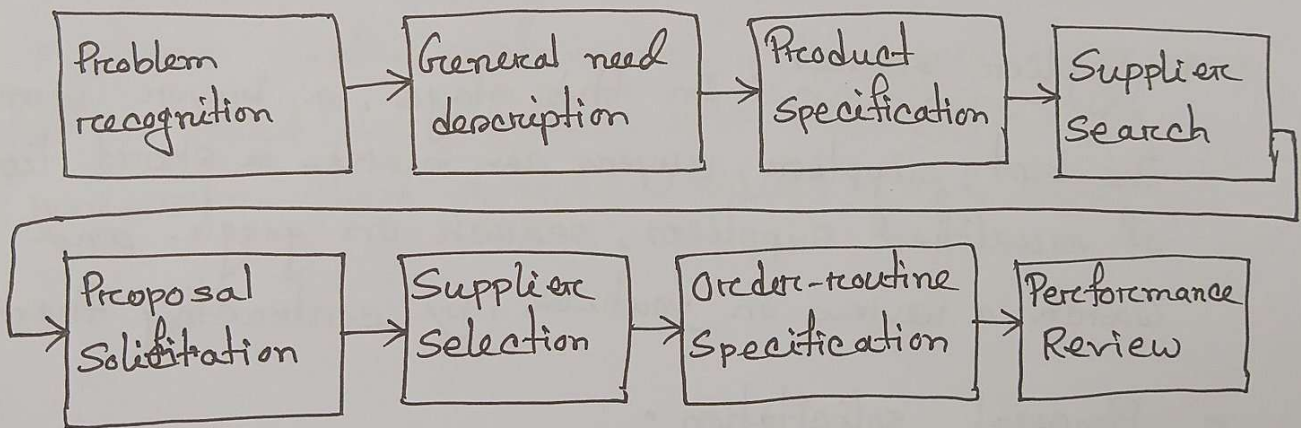 Problem
recognition
General need
description
Product
specification
Supplier
search
Proposal
Solicitation
Supplier
selection
Order-routine
specification
Performance
Review